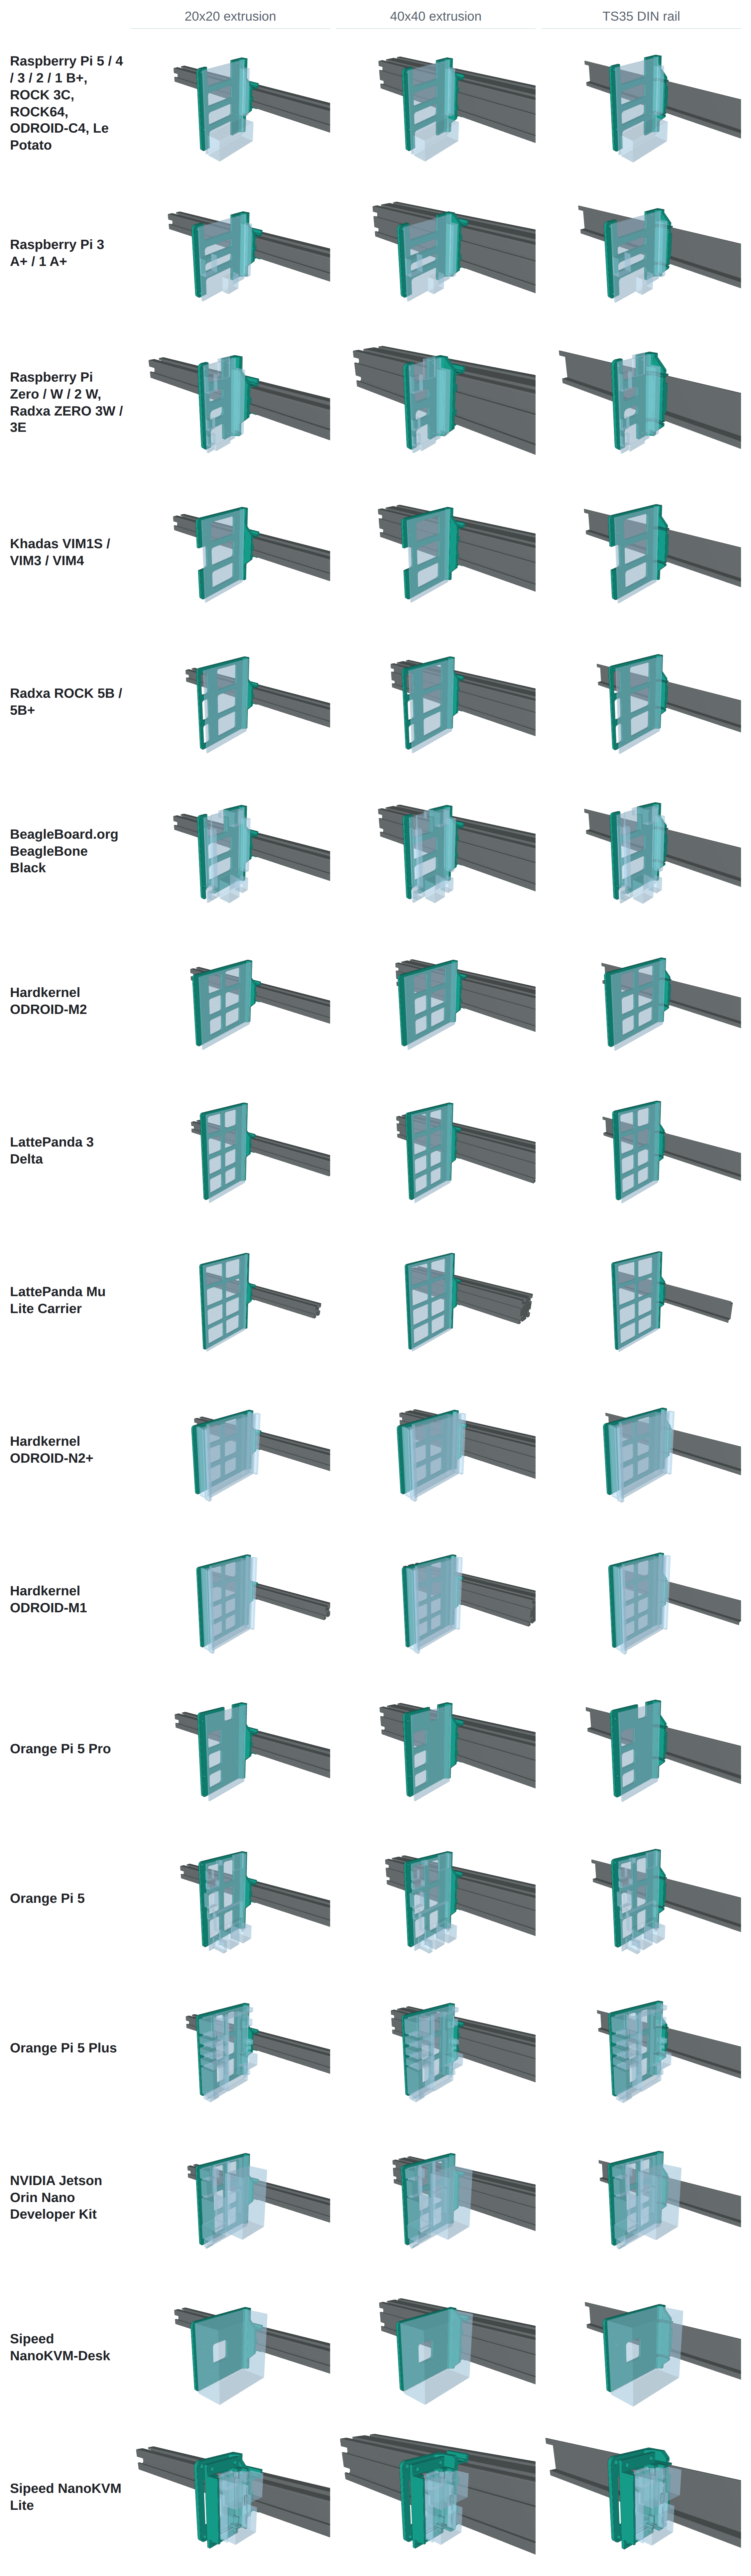 20x20 extrusion 40x40 extrusion TS35 DIN rail
Raspberry Pi 5 / 4
/ 3 / 2 / 1 B+,
ROCK 3C,
ROCK64,
ODROID-C4, Le
Potato
Raspberry Pi 3
A+ / 1 A+
Raspberry Pi
Zero / W / 2 W,
Radxa ZERO 3W /
3E
Khadas VIM1S /
VIM3 / VIM4
Radxa ROCK 5B /
5B+
BeagleBoard.org
BeagleBone
Black
Hardkernel
ODROID-M2
LattePanda 3
Delta
LattePanda Mu
Lite Carrier
Hardkernel
ODROID-N2+
Hardkernel
ODROID-M1
Orange Pi 5 Pro
Orange Pi 5
Orange Pi 5 Plus
NVIDIA Jetson
Orin Nano
Developer Kit
Sipeed
NanoKVM-Desk
Sipeed NanoKVM
Lite